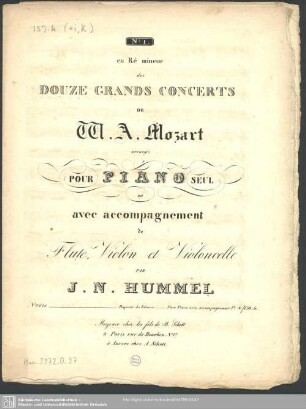 No. 1.
en Ré mineur
des
DOUZE GRANDS CONCERTS
DE
W. A. Mozart
arrangés
POUR PIANO SEUL
ou
avec accompagnement
de
Flute, Violon et Violoncelle
PAR
J. N. HUMMEL
Mayence chez les fils de B. Schott
à Paris rue de Bourbon
à Anvers chez A. Schott